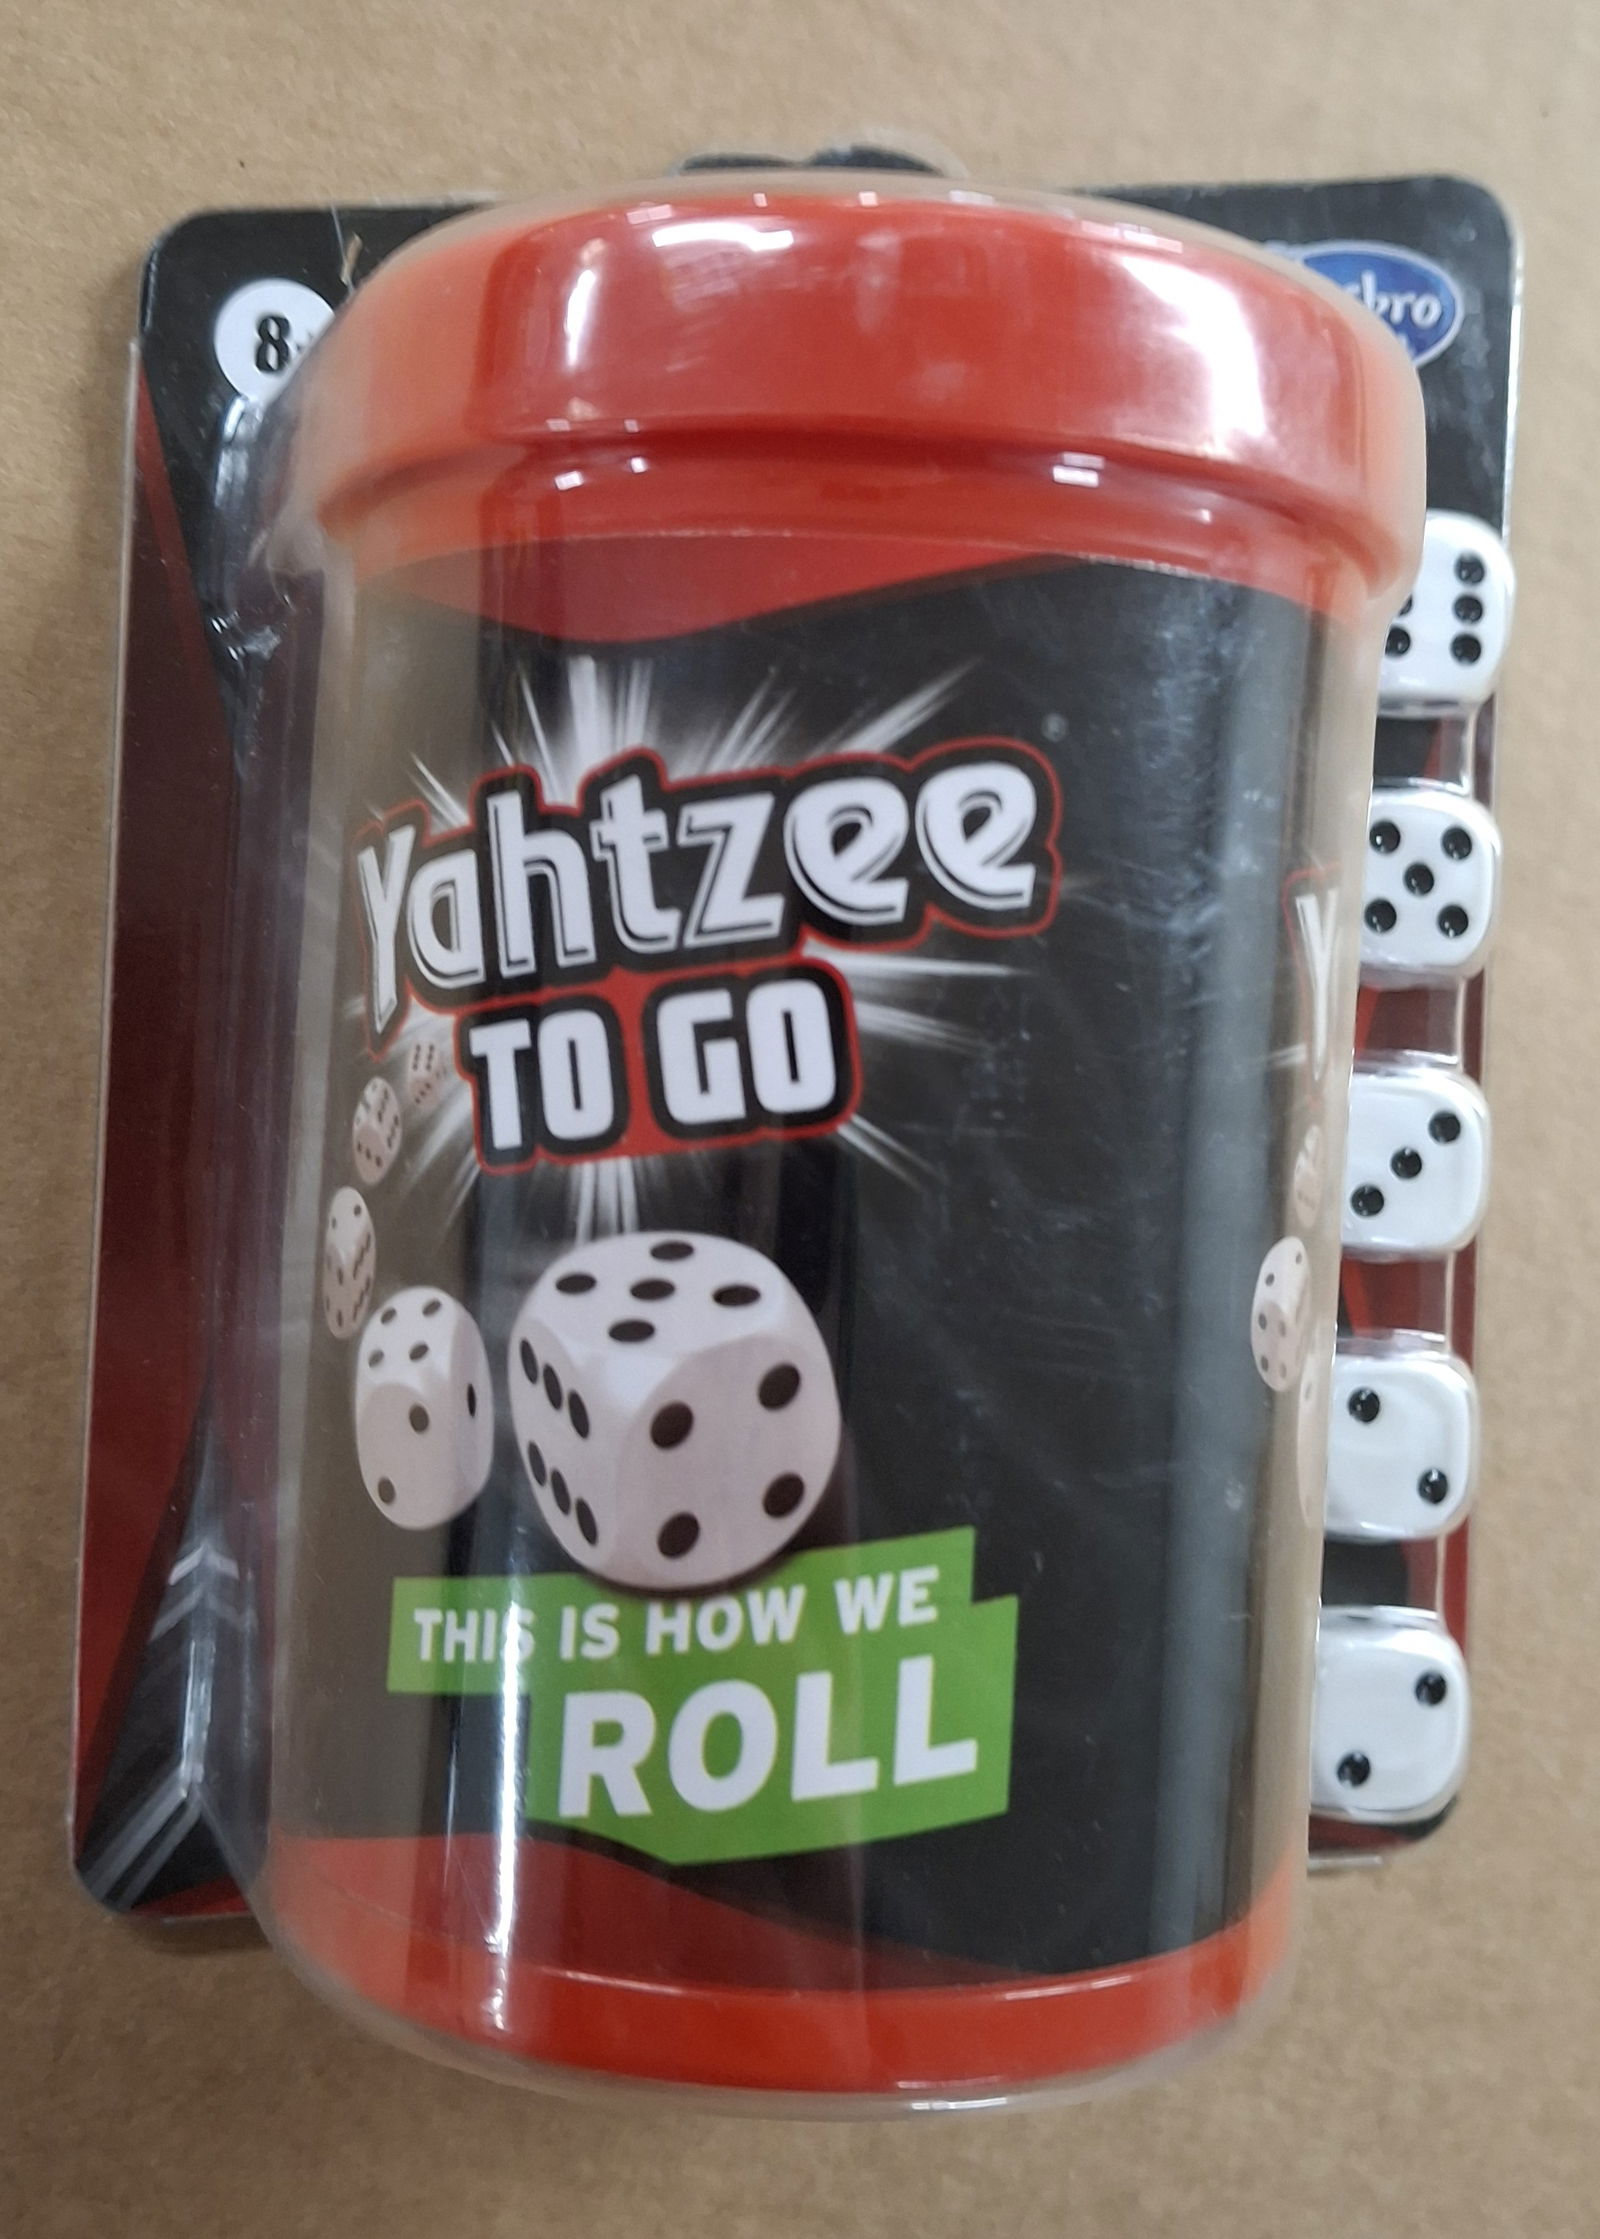 8+
Yahtzee
TO GO
THIS IS HOW WE
ROLL